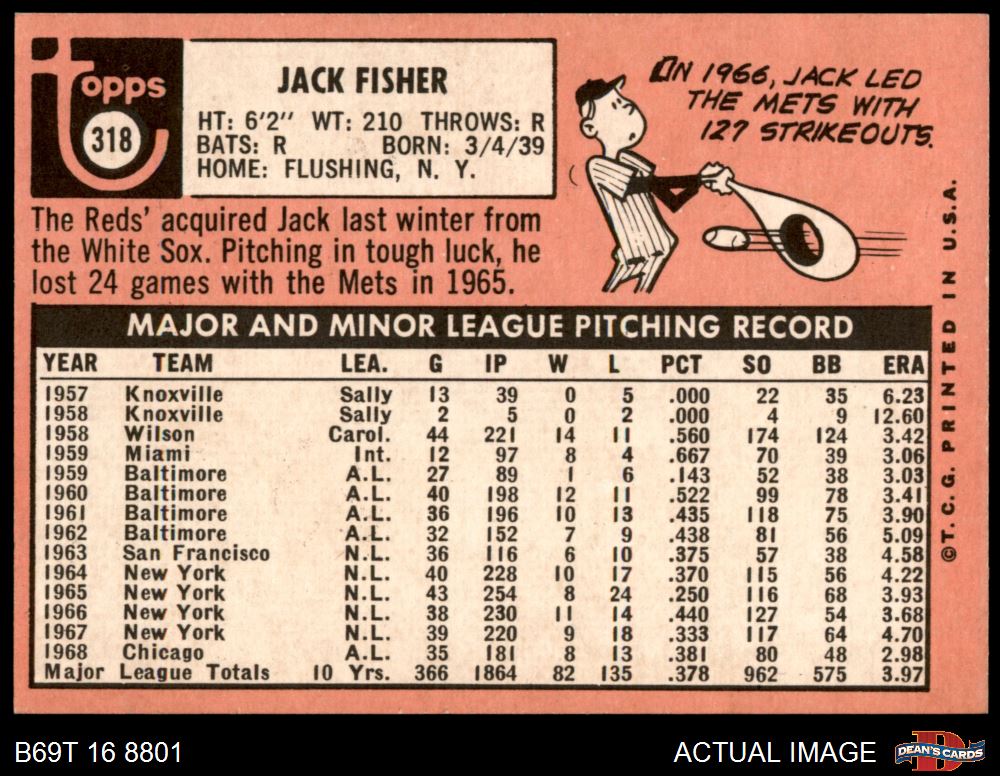 Topps
318
JACK FISHER
HT: 6'2" WT: 210 THROWS: R
BATS: R BORN: 3/4/39
HOME: FLUSHING, N. Y.
IN 1966, JACK LED
THE METS WITH
127 STRIKEOUTS.
The Reds' acquired Jack last winter from
the White Sox. Pitching in tough luck, he
lost 24 games with the Mets in 1965.
MAJOR AND MINOR LEAGUE PITCHING RECORD
YEAR TEAM LEA. G IP W L PCT SO BB ERA
1957 Knoxville Sally 13 39 0 5 .000 22 35 6.23
1958 Knoxville Sally 2 5 0 2 .000 4 9 12.60
1958 Wilson Carol. 44 221 14 11 .560 174 124 3.42
1959 Miami Int. 12 97 8 4 .667 70 39 3.06
1959 Baltimore A.L. 27 89 1 6 .143 52 38 3.03
1960 Baltimore A.L. 40 198 12 11 .522 99 78 3.41
1961 Baltimore A.L. 36 196 10 13 .435 118 75 3.90
1962 Baltimore A.L. 32 152 7 9 .438 81 56 5.09
1963 San Francisco N.L. 36 116 6 10 .375 57 38 4.58
1964 New York N.L. 40 228 10 17 .370 115 56 4.22
1965 New York N.L. 43 254 8 24 .250 116 68 3.93
1966 New York N.L. 38 230 11 14 .440 127 54 3.68
1967 New York N.L. 39 220 9 18 .333 117 64 4.70
1968 Chicago A.L. 35 181 8 13 .381 80 48 2.98
Major League Totals 10 Yrs. 366 1864 82 135 .378 962 575 3.97
©T. C. G. PRINTED IN U.S.A.
B69T 16 8801
ACTUAL IMAGE
DEAN'S CARDS